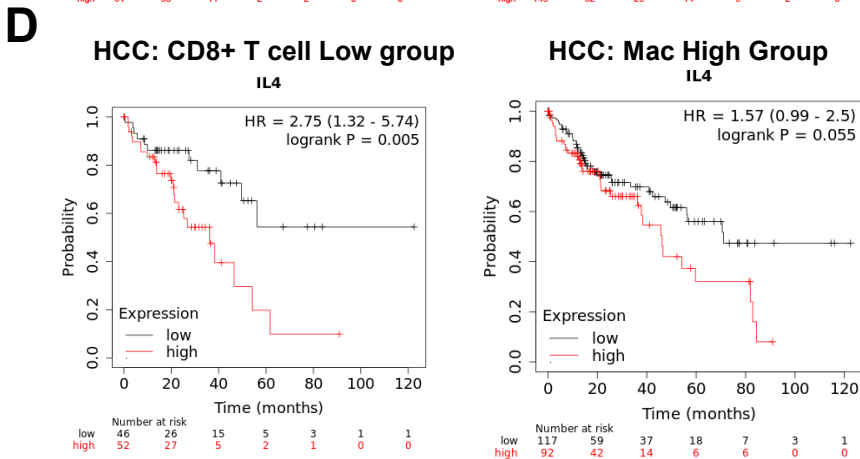 D
HCC: CD8+ T cell Low group
IL4
HR = 2.75 (1.32 - 5.74)
logrank P = 0.005
Probability
1.0
0.8
0.6
0.4
0.2
0.0
Expression
low
high
0 20 40 60 80 100 120
Time (months)
Number at risk
low 46 26 15 5 3 1 1
high 52 27 5 2 1 0 0
HCC: Mac High Group
IL4
HR = 1.57 (0.99 - 2.5)
logrank P = 0.055
Probability
1.0
0.8
0.6
0.4
0.2
0.0
Expression
low
high
0 20 40 60 80 100 120
Time (months)
Number at risk
low 117 59 37 18 7 3 1
high 92 42 14 6 6 0 0